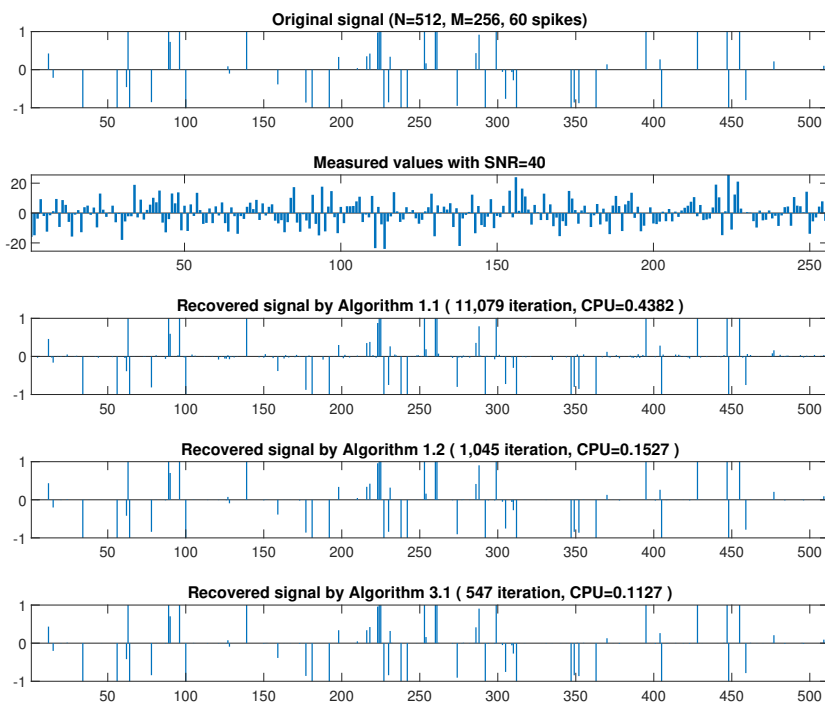 Original signal (N=512, M=256, 60 spikes)
1
0
-1
50 100 150 200 250 300 350 400 450 500
Measured values with SNR=40
20
0
-20
50 100 150 200 250
Recovered signal by Algorithm 1.1 ( 11,079 iteration, CPU=0.4382 )
1
0
-1
50 100 150 200 250 300 350 400 450 500
Recovered signal by Algorithm 1.2 ( 1,045 iteration, CPU=0.1527 )
1
0
-1
50 100 150 200 250 300 350 400 450 500
Recovered signal by Algorithm 3.1 ( 547 iteration, CPU=0.1127 )
1
0
-1
50 100 150 200 250 300 350 400 450 500